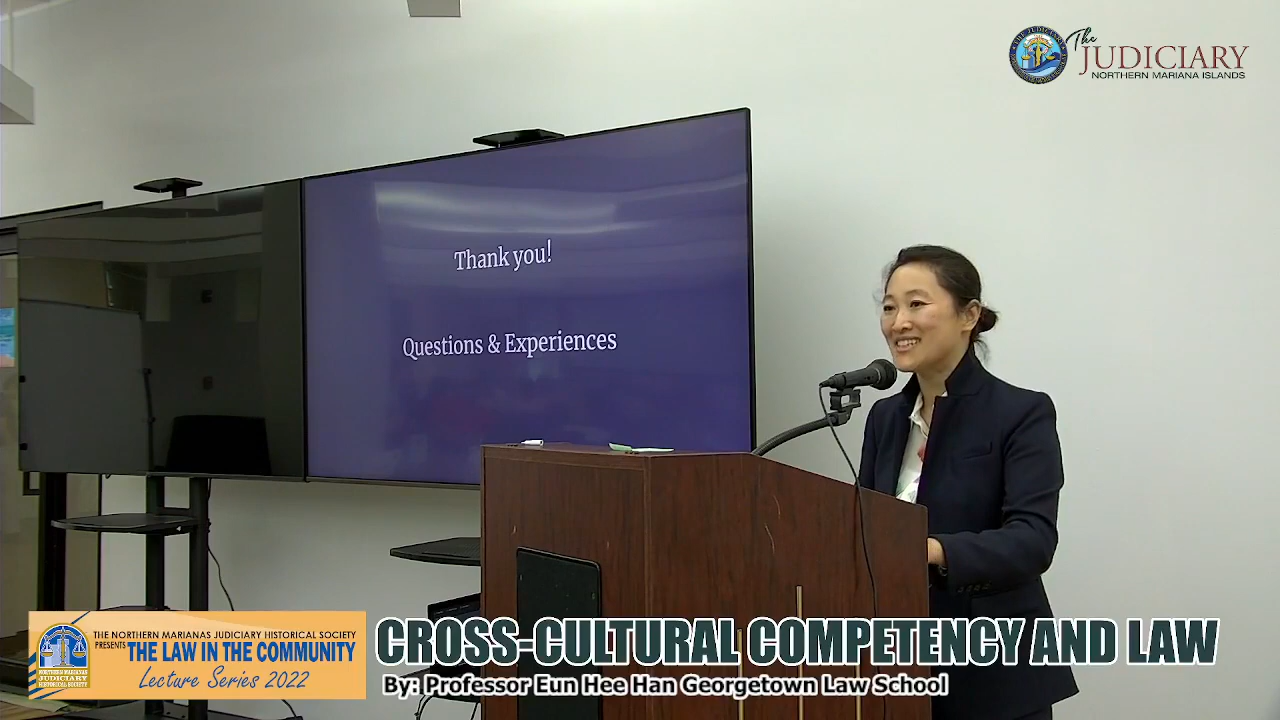 The
JUDICIARY
NORTHERN MARIANA ISLANDS
Thank you!
Questions & Experiences
THE NORTHERN MARIANAS JUDICIARY HISTORICAL SOCIETY
PRESENTS THE LAW IN THE COMMUNITY
Lecture Series 2022
CROSS-CULTURAL COMPETENCY AND LAW
By: Professor Eun Hee Han Georgetown Law School